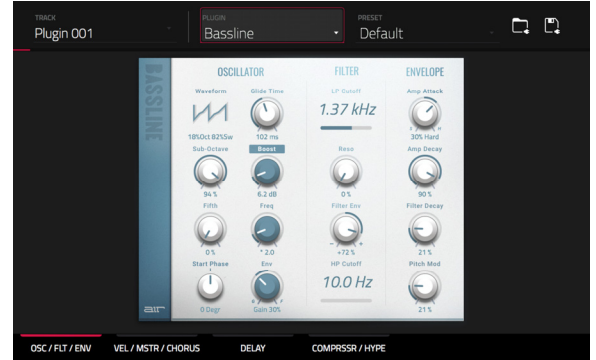 TRACK
Plugin 001
PLUGIN
Bassline
PRESET
Default
BASSLINE
OSCILLATOR
FILTER
ENVELOPE
Waveform
Glide Time
LP Cutoff
Amp Attack
1.37 kHz
S H
18%Oct 82%Sw
102 ms
30% Hard
Sub-Octave
Boost
Reso
Amp Decay
94 %
6.2 dB
0 %
90 %
Fifth
Freq
Filter Env
Filter Decay
0 %
* 2.0
+72 %
21 %
Start Phase
Env
HP Cutoff
Pitch Mod
10.0 Hz
0 Degr
Gain 30%
21 %
air
OSC / FLT / ENV
VEL / MSTR / CHORUS
DELAY
COMPRSSR / HYPE